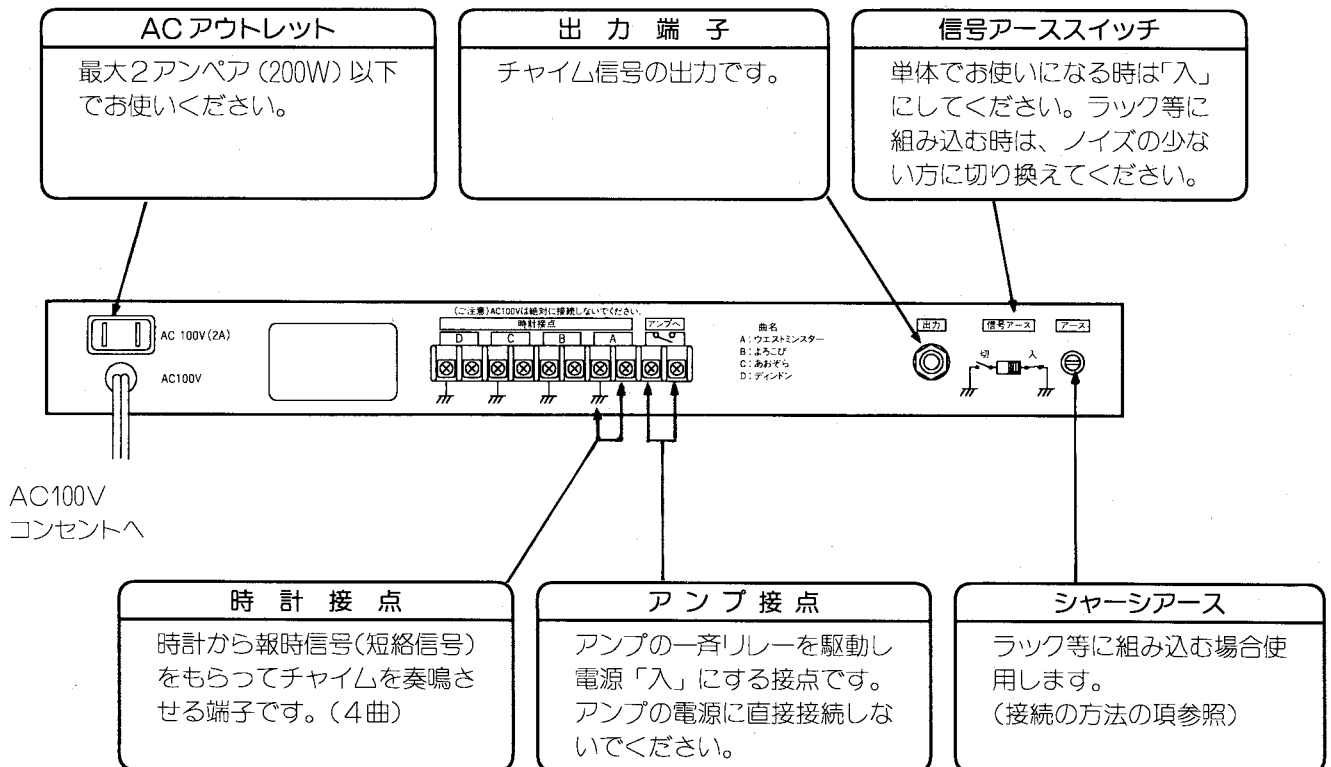 ACアウトレット
最大2アンペア(200W)以下
でお使いください。
出力端子
チャイム信号の出力です。
信号アーススイッチ
単体でお使いになる時は「入」
にしてください。ラック等に
組み込む時は、ノイズの少な
い方に切り換えてください。
AC 100V(2A)
AC100V
(ご注意)AC100Vは絶対に接続しないでください。
時計接点
アンプへ
D
C
B
A
曲名
A:ウエストミンスター
B:よろこび
C:あおぞら
D:ディンドン
出力
信号アース
アース
切
入
AC100V
コンセントへ
時計接点
時計から報時信号(短絡信号)
をもらってチャイムを奏鳴さ
せる端子です。(4曲)
アンプ接点
アンプの一斉リレーを駆動し
電源「入」にする接点です。
アンプの電源に直接接続しな
いでください。
シャーシアース
ラック等に組み込む場合使
用します。
(接続の方法の項参照)